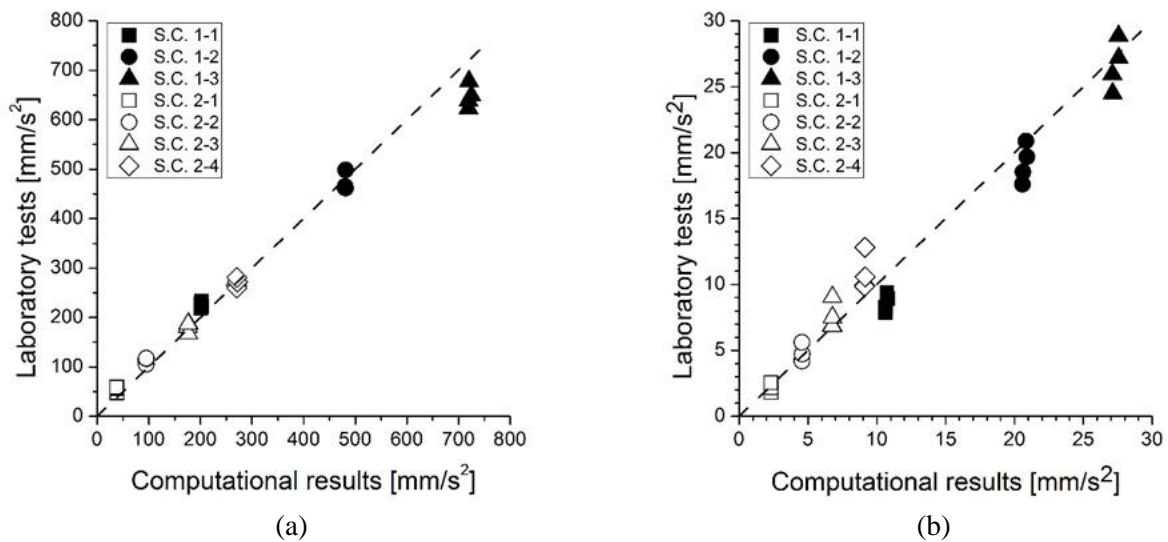 800
700
600
500
400
300
200
100
0
Laboratory tests [mm/s²]
S.C. 1-1
S.C. 1-2
S.C. 1-3
S.C. 2-1
S.C. 2-2
S.C. 2-3
S.C. 2-4
0 100 200 300 400 500 600 700 800
Computational results [mm/s²]
(a)
30
25
20
15
10
5
0
Laboratory tests [mm/s²]
S.C. 1-1
S.C. 1-2
S.C. 1-3
S.C. 2-1
S.C. 2-2
S.C. 2-3
S.C. 2-4
0 5 10 15 20 25 30
Computational results [mm/s²]
(b)